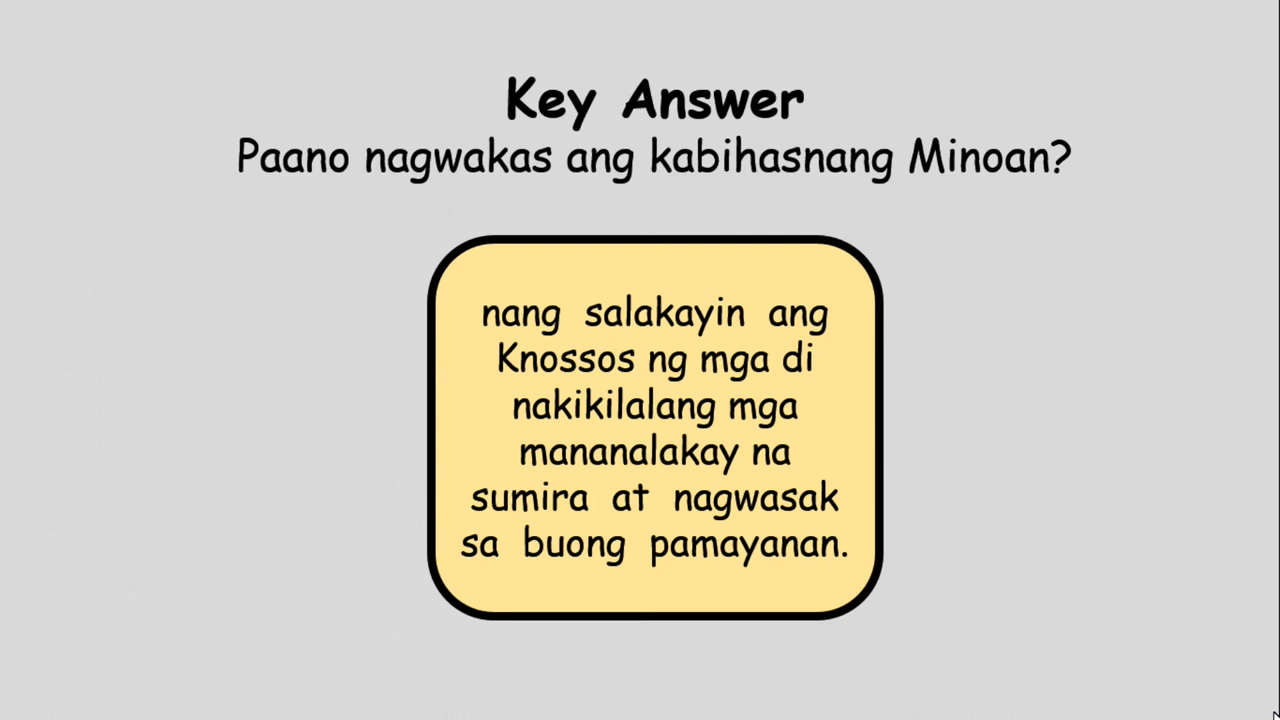 Key Answer
Paano nagwakas ang kabihasnang Minoan?
nang salakayin ang
Knossos ng mga di
nakikilalang mga
mananalakay na
sumira at nagwasak
sa buong pamayanan.